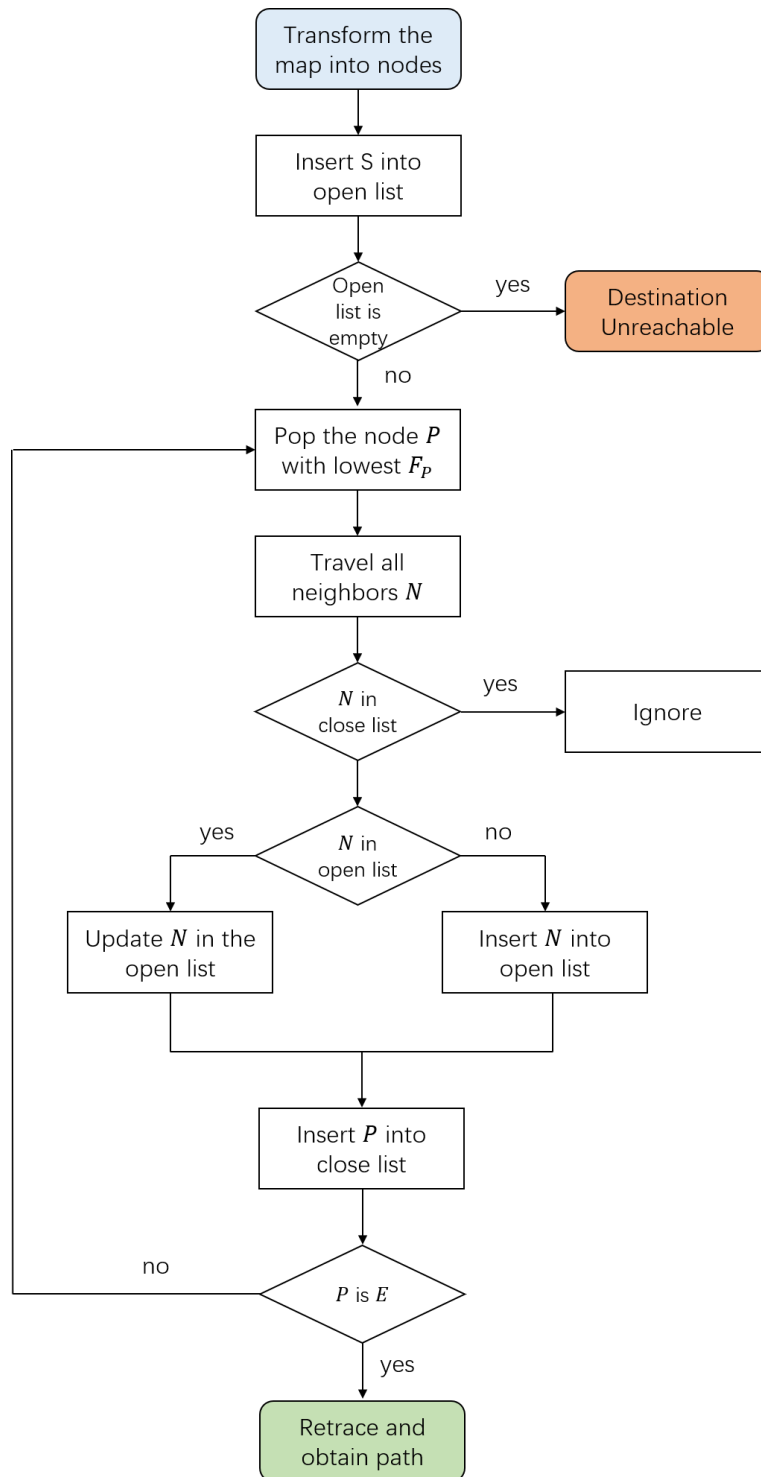 Transform the
map into nodes
Insert S into
open list
Open
list is
empty
yes
Destination
Unreachable
no
Pop the node P
with lowest F_P
Travel all
neighbors N
N in
close list
yes
Ignore
N in
open list
yes
no
Update N in the
open list
Insert N into
open list
Insert P into
close list
P is E
no
yes
Retrace and
obtain path